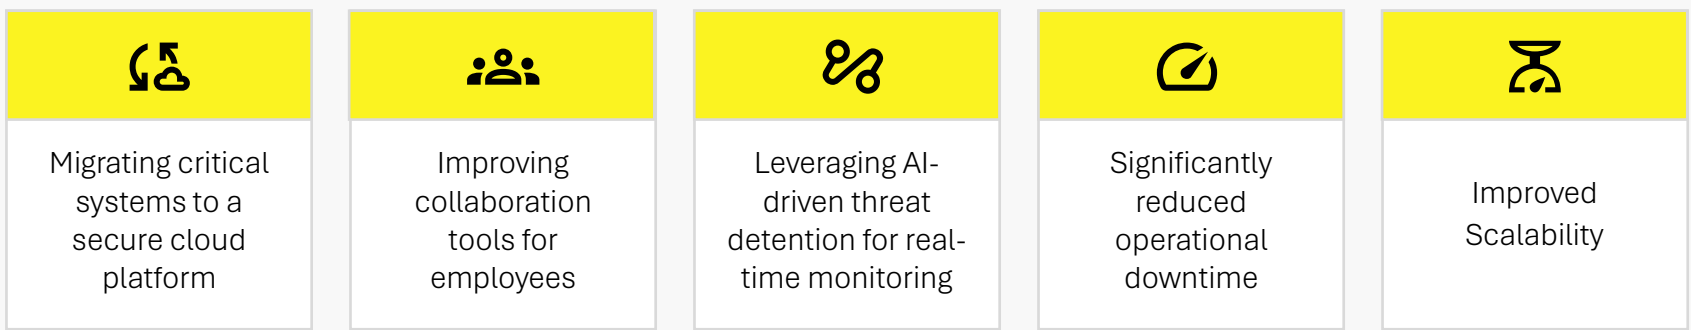 Migrating critical
systems to a
secure cloud
platform
Improving
collaboration
tools for
employees
Leveraging AI-
driven threat
detention for real-
time monitoring
Significantly
reduced
operational
downtime
Improved
Scalability